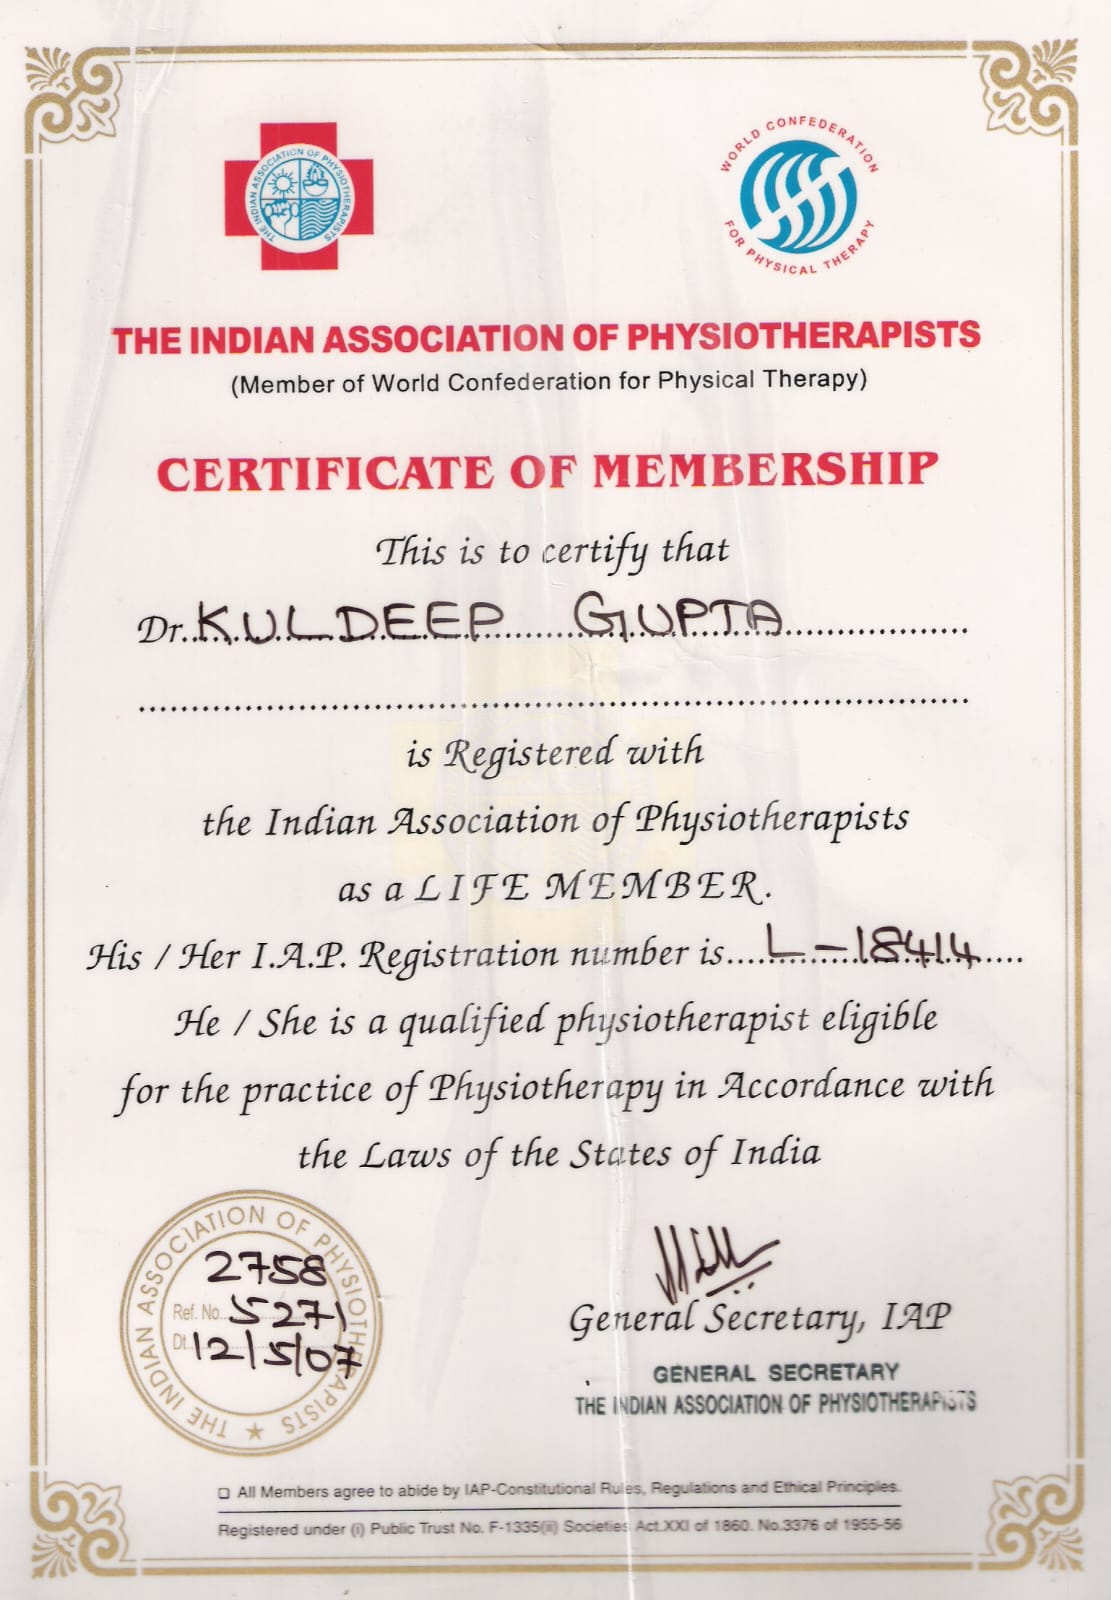 THE INDIAN ASSOCIATION OF PHYSIOTHERAPISTS
WORLD CONFEDERATION
FOR PHYSICAL THERAPY
THE INDIAN ASSOCIATION OF PHYSIOTHERAPISTS
(Member of World Confederation for Physical Therapy)
CERTIFICATE OF MEMBERSHIP
This is to certify that
Dr. KULDEEP GUPTA
is Registered with
the Indian Association of Physiotherapists
as a LIFE MEMBER.
His / Her I.A.P. Registration number is....L-18414....
He / She is a qualified physiotherapist eligible
for the practice of Physiotherapy in Accordance with
the Laws of the States of India
THE INDIAN ASSOCIATION OF PHYSIOTHERAPISTS
2758
Ref. No. 5271
Dt. 12/5/07
General Secretary, IAP
GENERAL SECRETARY
THE INDIAN ASSOCIATION OF PHYSIOTHERAPISTS
❑ All Members agree to abide by IAP-Constitutional Rules, Regulations and Ethical Principles.
Registered under (i) Public Trust No. F-1335(ii) Societies Act.XXI of 1860. No.3376 of 1955-56